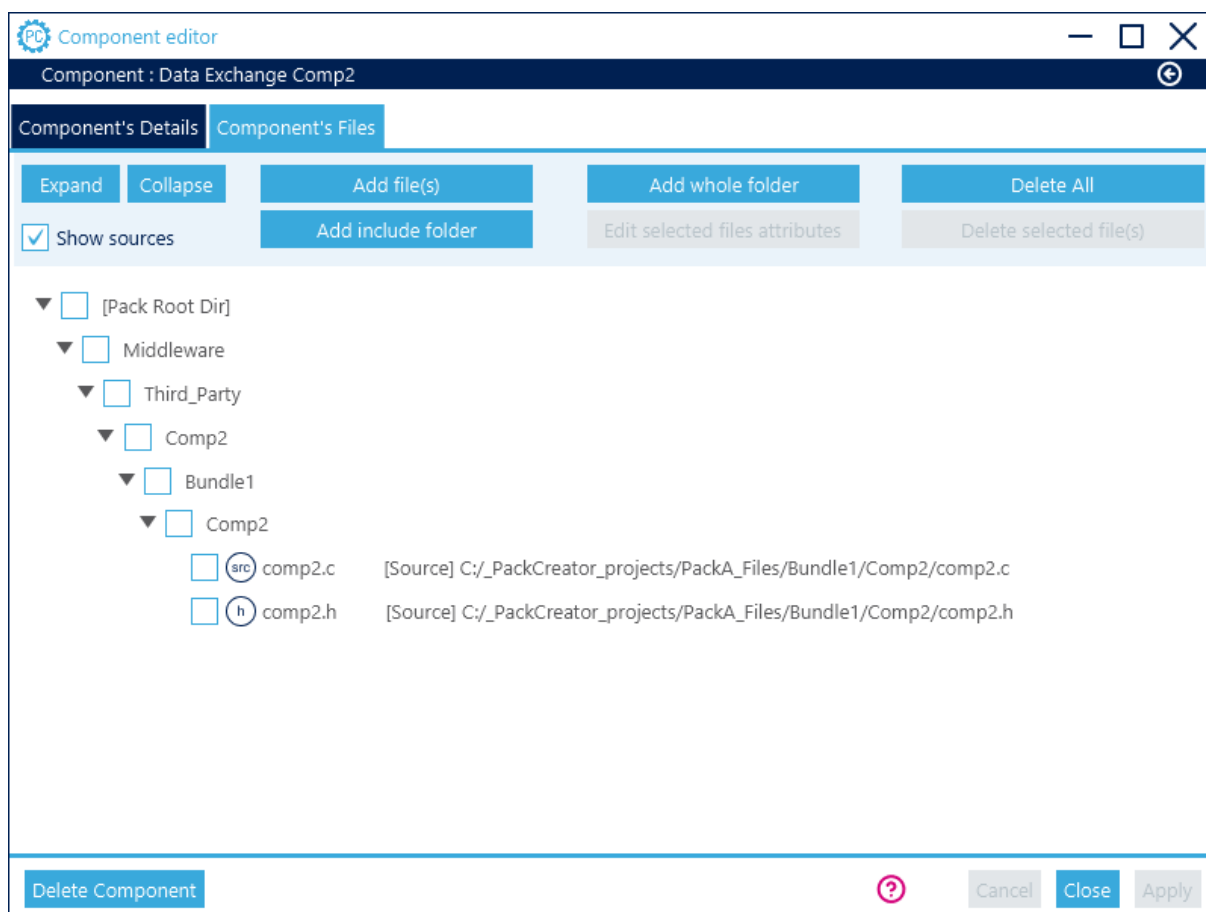 PC Component editor
Component : Data Exchange Comp2
Component's Details Component's Files
Expand Collapse Add file(s) Add whole folder Delete All
Show sources Add include folder Edit selected files attributes Delete selected file(s)
[Pack Root Dir]
Middleware
Third_Party
Comp2
Bundle1
Comp2
src comp2.c [Source] C:/_PackCreator_projects/PackA_Files/Bundle1/Comp2/comp2.c
h comp2.h [Source] C:/_PackCreator_projects/PackA_Files/Bundle1/Comp2/comp2.h
Delete Component ? Cancel Close Apply